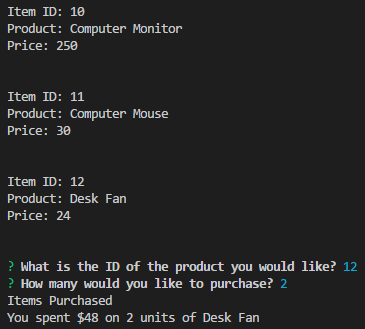 Item ID: 10
Product: Computer Monitor
Price: 250
Item ID: 11
Product: Computer Mouse
Price: 30
Item ID: 12
Product: Desk Fan
Price: 24
? What is the ID of the product you would like? 12
? How many would you like to purchase? 2
Items Purchased
You spent $48 on 2 units of Desk Fan